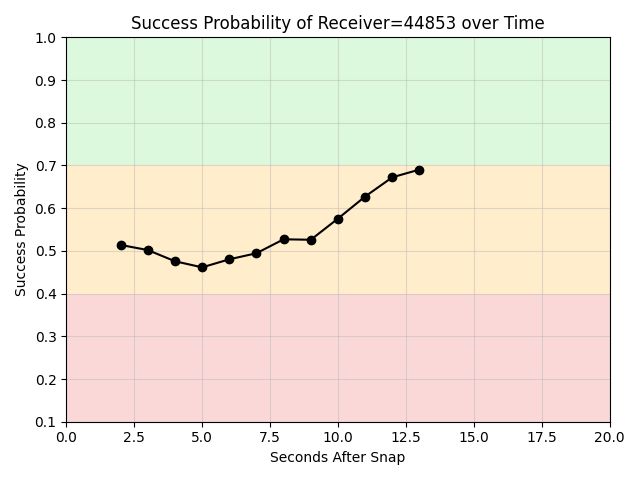 Success Probability of Receiver=44853 over Time
1.0
0.9
0.8
0.7
0.6
0.5
0.4
0.3
0.2
0.1
Success Probability
0.0 2.5 5.0 7.5 10.0 12.5 15.0 17.5 20.0
Seconds After Snap